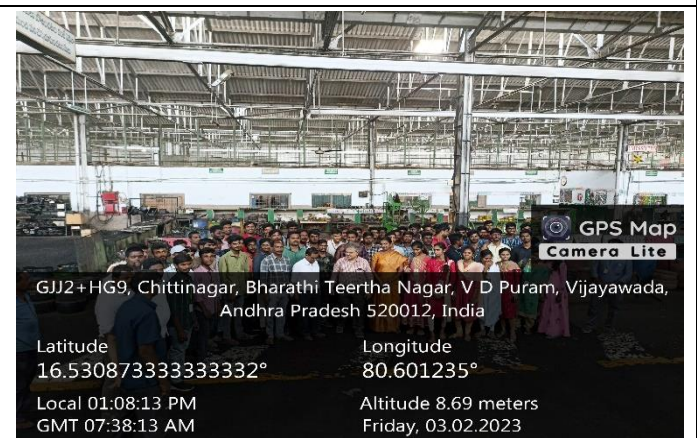 GPS Map
Camera Lite
GJJ2+HG9, Chittinagar, Bharathi Teertha Nagar, V D Puram, Vijayawada,
Andhra Pradesh 520012, India
Latitude
16.530873333333332°
Longitude
80.601235°
Local 01:08:13 PM
GMT 07:38:13 AM
Altitude 8.69 meters
Friday, 03.02.2023